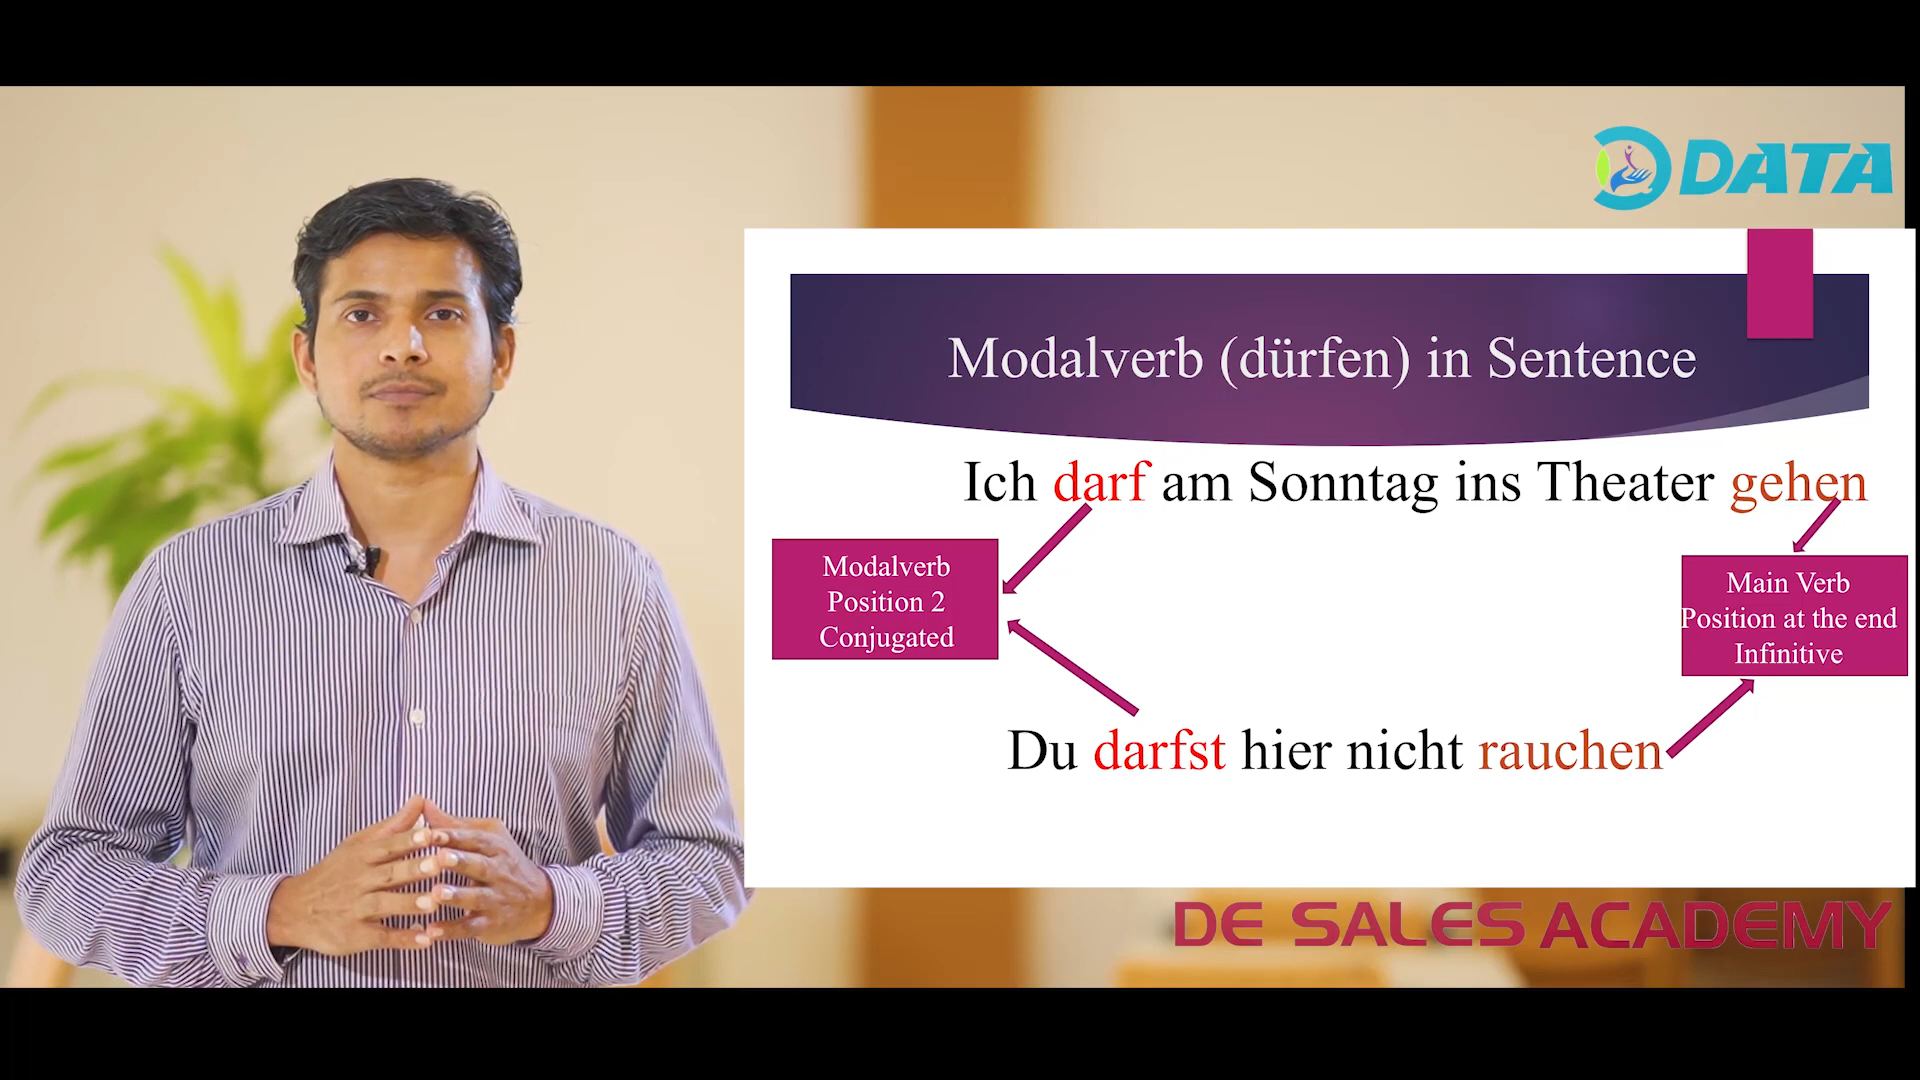 DATA
Modalverb (dürfen) in Sentence
Ich darf am Sonntag ins Theater gehen
Modalverb
Position 2
Conjugated
Main Verb
Position at the end
Infinitive
Du darfst hier nicht rauchen
DE SALES ACADEMY